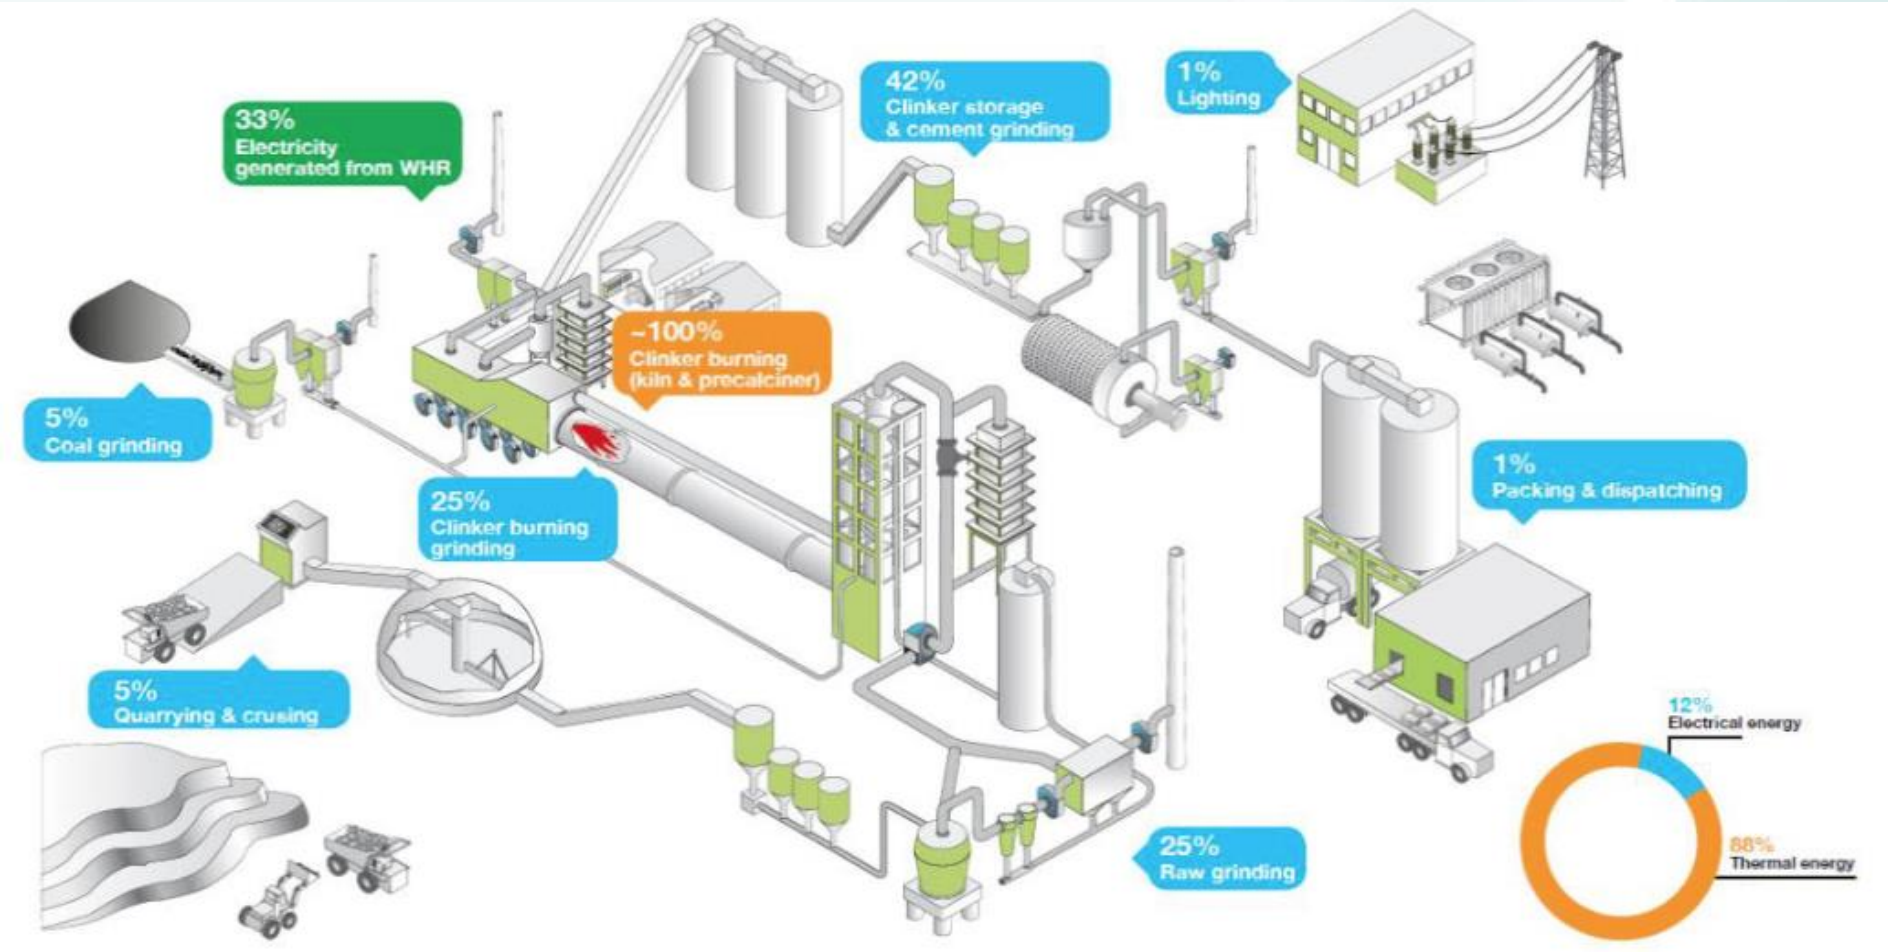 33%
Electricity
generated from WHR
42%
Clinker storage
& cement grinding
1%
Lighting
~100%
Clinker burning
(kiln & precalciner)
5%
Coal grinding
25%
Clinker burning
grinding
1%
Packing & dispatching
5%
Quarrying & crusing
25%
Raw grinding
12%
Electrical energy
88%
Thermal energy